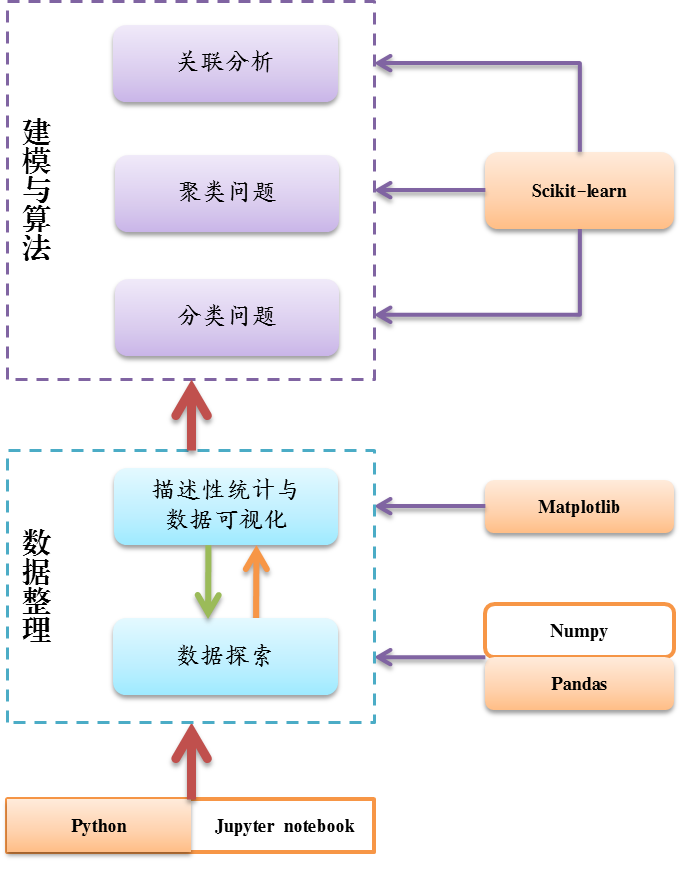 建模与算法
关联分析
聚类问题
分类问题
Scikit-learn
数据整理
描述性统计与
数据可视化
数据探索
Matplotlib
Numpy
Pandas
Python
Jupyter notebook